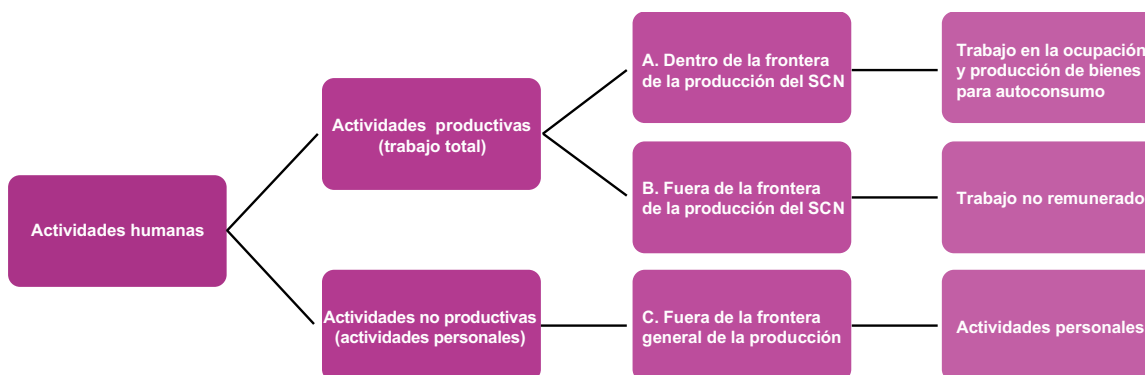 Actividades humanas
Actividades productivas
(trabajo total)
Actividades no productivas
(actividades personales)
A. Dentro de la frontera
de la producción del SCN
B. Fuera de la frontera
de la producción del SCN
C. Fuera de la frontera
general de la producción
Trabajo en la ocupación
y producción de bienes
para autoconsumo
Trabajo no remunerado
Actividades personales